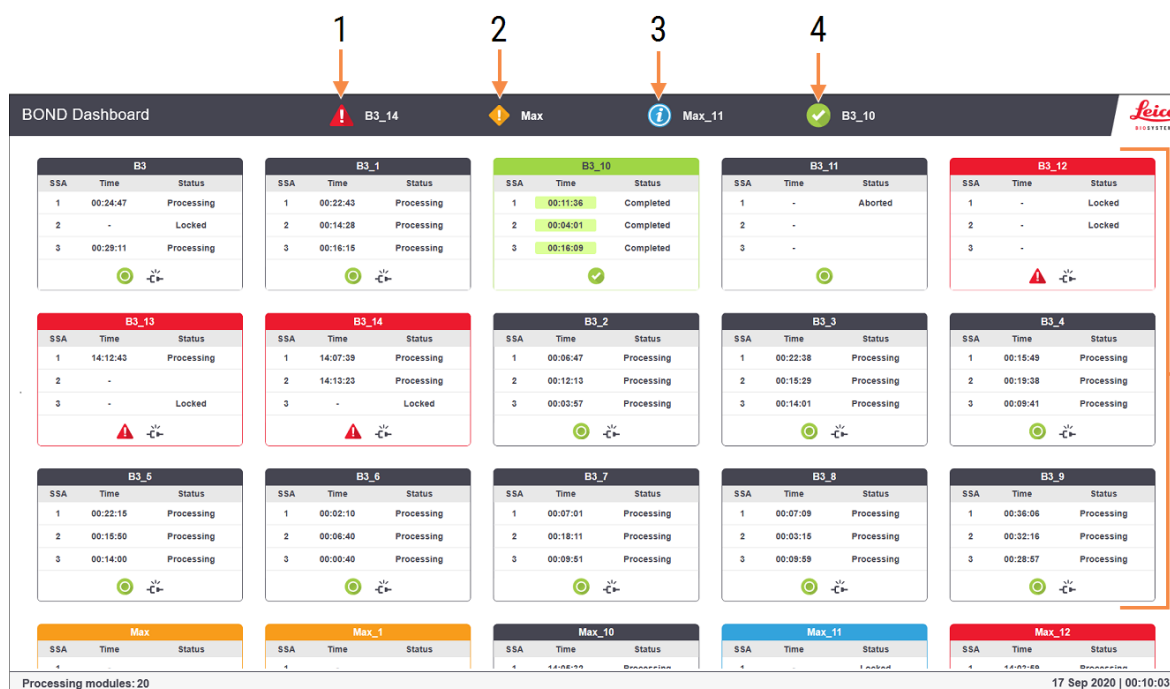 1 2 3 4
BOND Dashboard B3_14 Max Max_11 B3_10
B3 B3_1 B3_10 B3_11 B3_12
SSA Time Status SSA Time Status SSA Time Status SSA Time Status SSA Time Status
1 00:24:47 Processing 1 00:22:43 Processing 1 00:11:36 Completed 1 - Aborted 1 - Locked
2 - Locked 2 00:14:28 Processing 2 00:04:01 Completed 2 - 2 - Locked
3 00:29:11 Processing 3 00:16:15 Processing 3 00:16:09 Completed 3 - 3 -
B3_13 B3_14 B3_2 B3_3 B3_4
SSA Time Status SSA Time Status SSA Time Status SSA Time Status SSA Time Status
1 14:12:43 Processing 1 14:07:39 Processing 1 00:06:47 Processing 1 00:22:38 Processing 1 00:15:49 Processing
2 - 2 14:13:23 Processing 2 00:12:13 Processing 2 00:15:29 Processing 2 00:19:38 Processing
3 - Locked 3 - Locked 3 00:03:57 Processing 3 00:14:01 Processing 3 00:09:41 Processing
B3_5 B3_6 B3_7 B3_8 B3_9
SSA Time Status SSA Time Status SSA Time Status SSA Time Status SSA Time Status
1 00:22:15 Processing 1 00:02:10 Processing 1 00:07:01 Processing 1 00:07:09 Processing 1 00:36:06 Processing
2 00:15:50 Processing 2 00:06:40 Processing 2 00:18:11 Processing 2 00:03:15 Processing 2 00:32:16 Processing
3 00:14:00 Processing 3 00:00:40 Processing 3 00:09:51 Processing 3 00:09:59 Processing 3 00:28:57 Processing
Max Max_1 Max_10 Max_11 Max_12
SSA Time Status SSA Time Status SSA Time Status SSA Time Status SSA Time Status
Processing modules: 20 17 Sep 2020 | 00:10:03